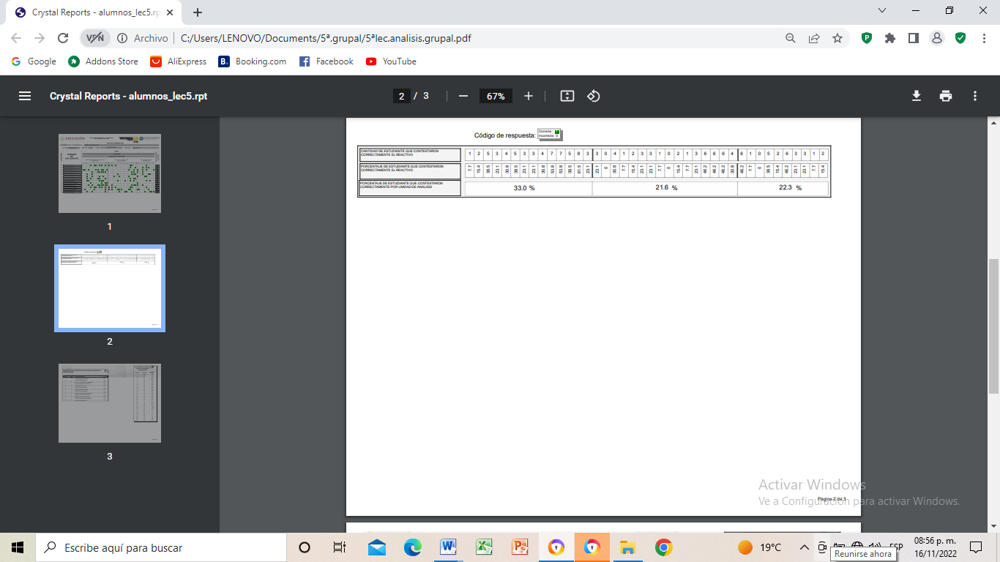 Crystal Reports - alumnos_lec5.rp
VPN Archivo C:/Users/LENOVO/Documents/5ª.grupal/5ªlec.analisis.grupal.pdf
Google Addons Store AliExpress Booking.com Facebook YouTube
Crystal Reports - alumnos_lec5.rpt 2 / 3 67%
1
2
3
Código de respuesta: Correcta: 1
Incorrecta: 0
CANTIDAD DE ESTUDIANTE QUE CONTESTARON
CORRECTAMENTE EL REACTIVO
1 2 5 3 4 5 3 3 4 7 7 5 8 3 3 0 4 1 2 3 3 1 0 2 1 3 6 6 6 4 6 1 0 5 2 6 3 3 1 2
PORCENTAJE DE ESTUDIANTE QUE CONTESTARON
CORRECTAMENTE EL REACTIVO
7.7 15.4 38.5 23.1 30.8 38.5 23.1 23.1 30.8 53.8 53.8 38.5 61.5 23.1 23.1 0 30.8 7.7 15.4 23.1 23.1 7.7 0 15.4 7.7 23.1 46.2 46.2 46.2 30.8 46.2 7.7 0 38.5 15.4 46.2 23.1 23.1 7.7 15.4
PORCENTAJE DE ESTUDIANTE QUE CONTESTARON
CORRECTAMENTE POR UNIDAD DE ANÁLISIS
33.0 % 21.6 % 22.3 %
Activar Windows
Página 2 de 3
Ve a Configuración para activar Windows.
Escribe aquí para buscar
19°C ESP 08:56 p. m.
16/11/2022
Reunirse ahora